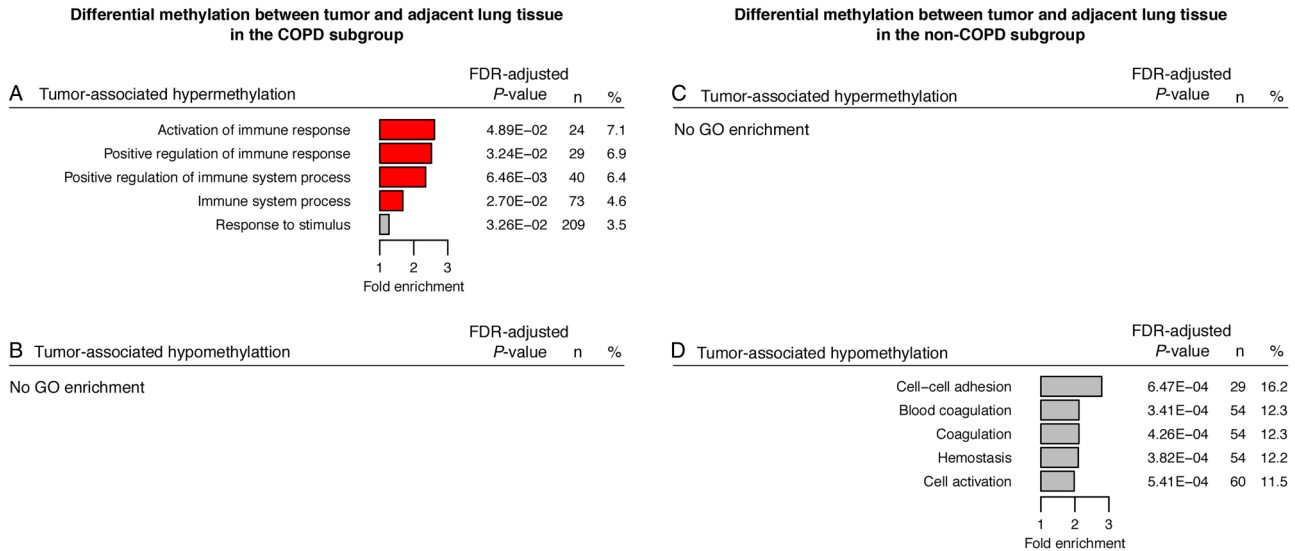 Differential methylation between tumor and adjacent lung tissue
in the COPD subgroup
FDR-adjusted
A Tumor-associated hypermethylation P-value n %
Activation of immune response 4.89E−02 24 7.1
Positive regulation of immune response 3.24E−02 29 6.9
Positive regulation of immune system process 6.46E−03 40 6.4
Immune system process 2.70E−02 73 4.6
Response to stimulus 3.26E−02 209 3.5
1 2 3
Fold enrichment
FDR-adjusted
B Tumor-associated hypomethylattion P-value n %
No GO enrichment
Differential methylation between tumor and adjacent lung tissue
in the non-COPD subgroup
FDR-adjusted
C Tumor-associated hypermethylation P-value n %
No GO enrichment
FDR-adjusted
D Tumor-associated hypomethylation P-value n %
Cell−cell adhesion 6.47E−04 29 16.2
Blood coagulation 3.41E−04 54 12.3
Coagulation 4.26E−04 54 12.3
Hemostasis 3.82E−04 54 12.2
Cell activation 5.41E−04 60 11.5
1 2 3
Fold enrichment